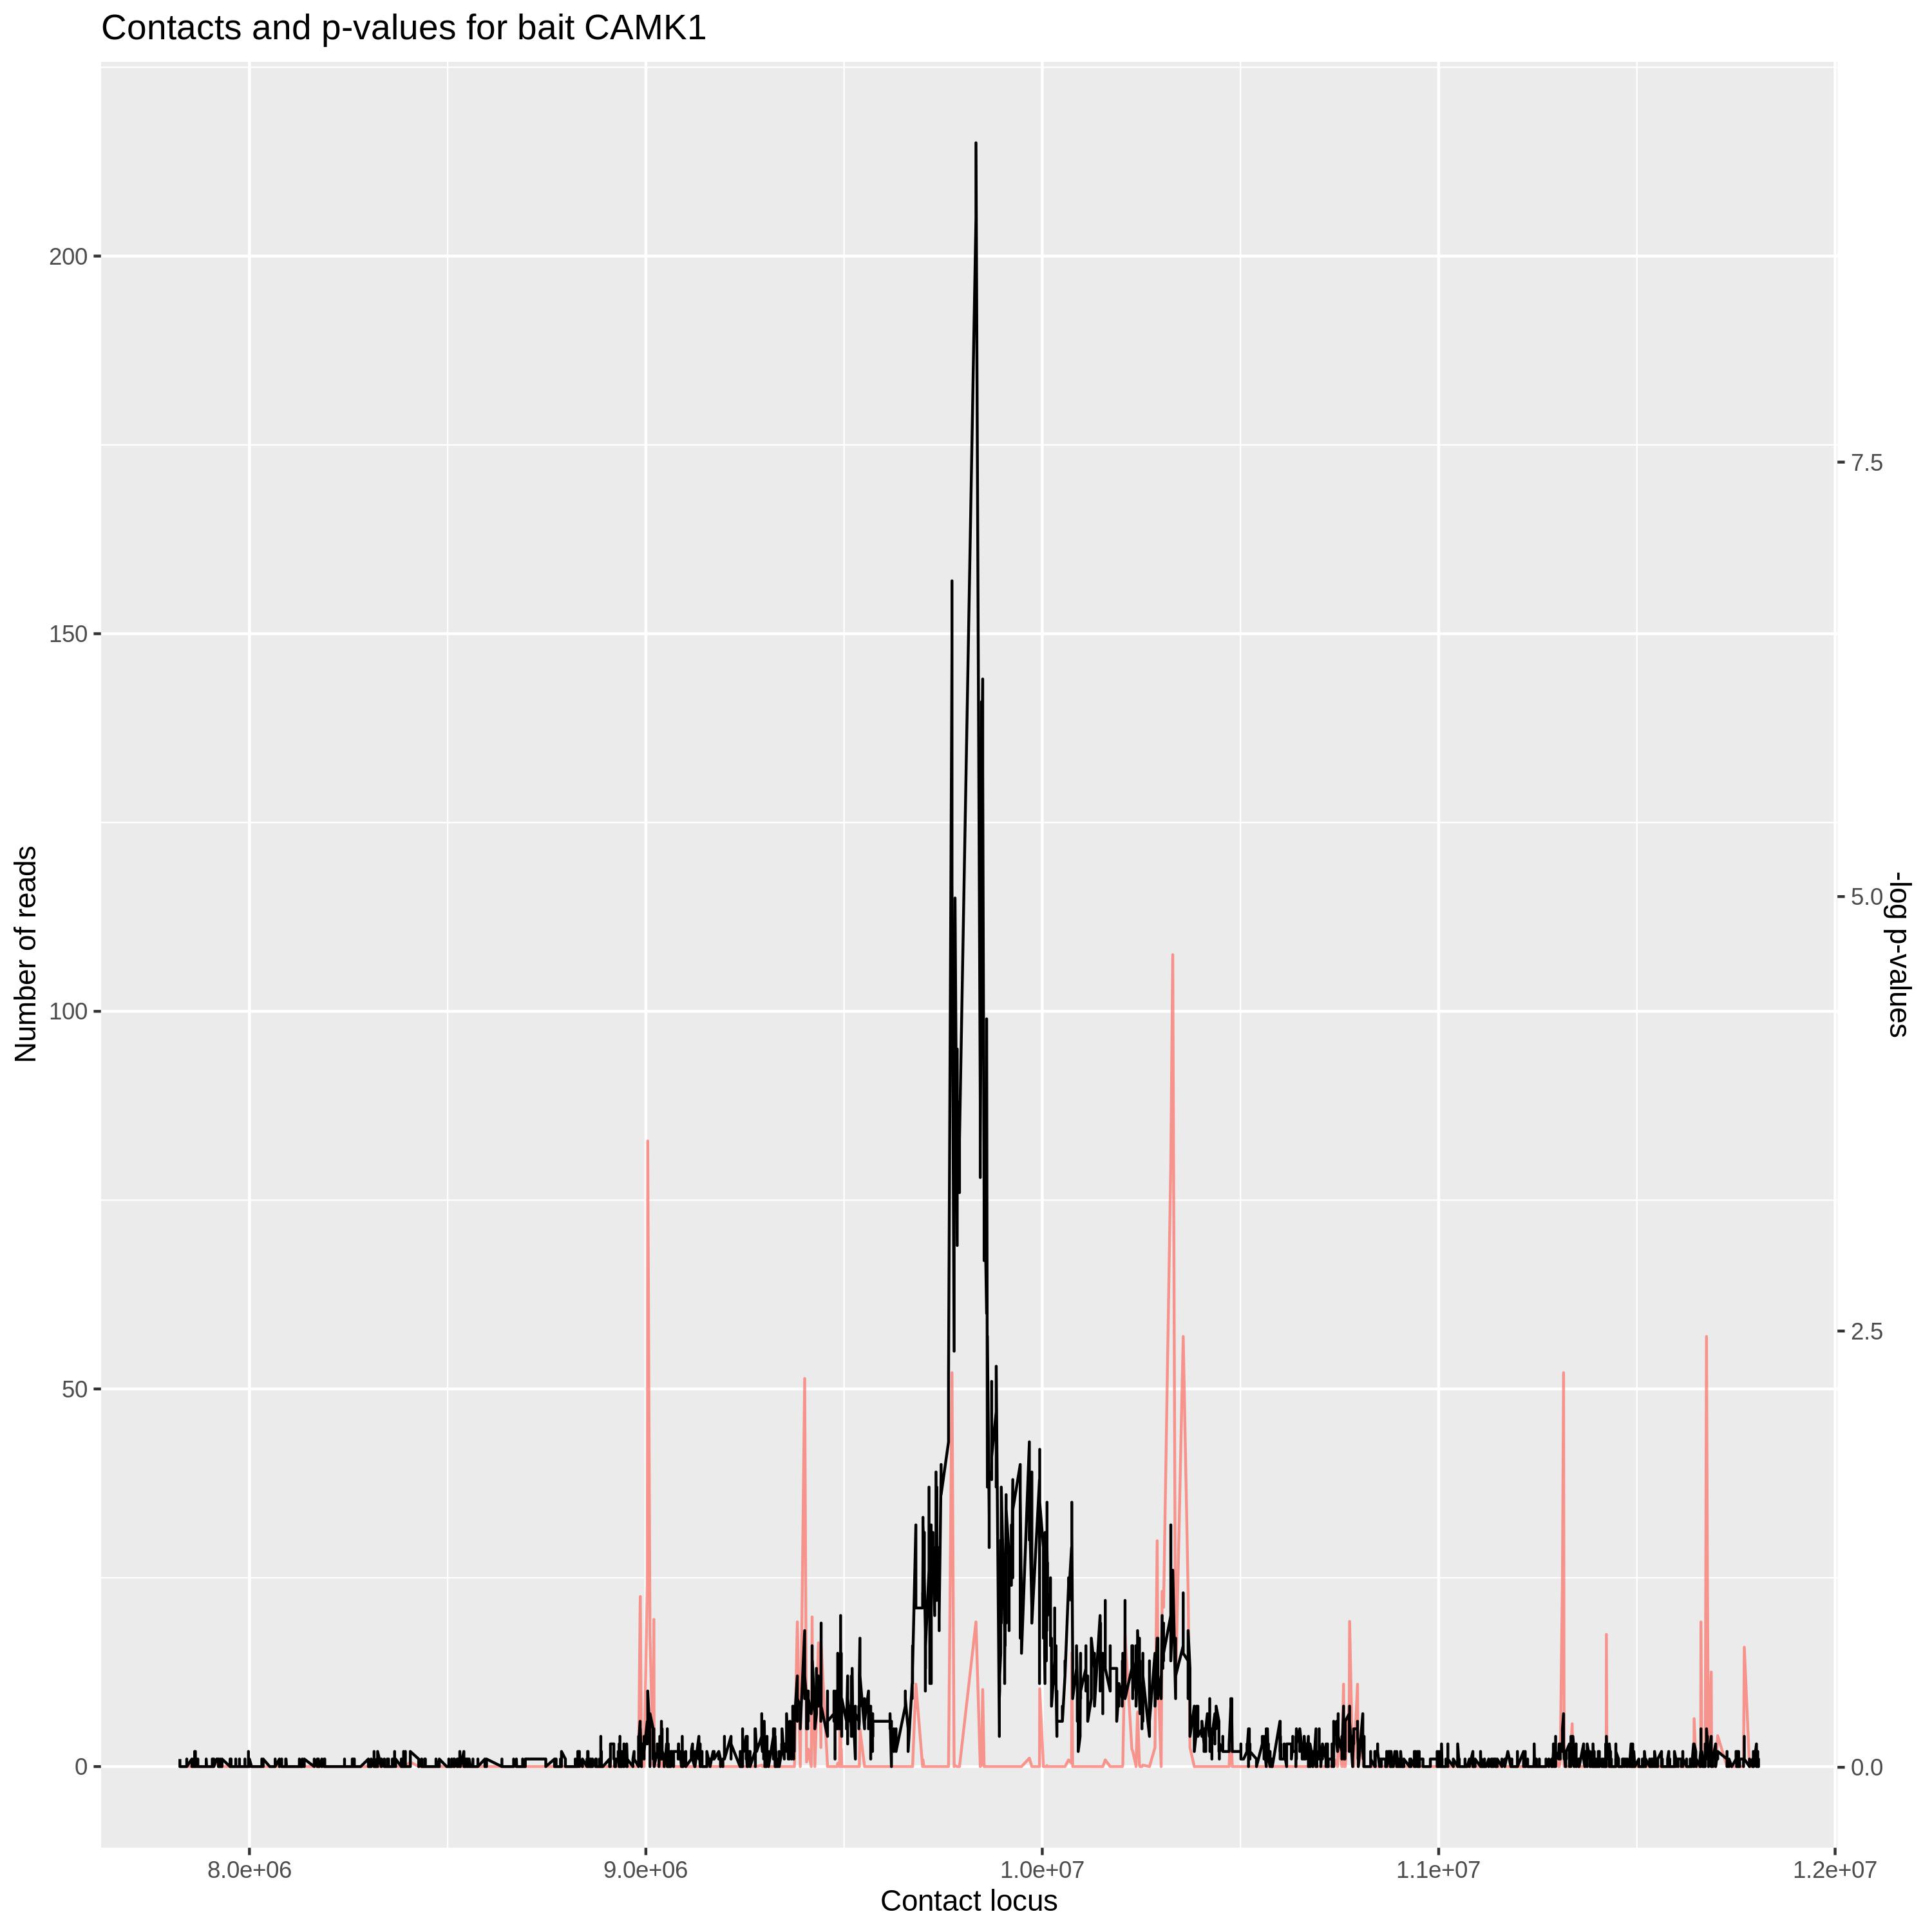 Contacts and p-values for bait CAMK1
200
150
100
50
0
Number of reads
7.5
5.0
2.5
0.0
-log p-values
8.0e+06
9.0e+06
1.0e+07
1.1e+07
1.2e+07
Contact locus